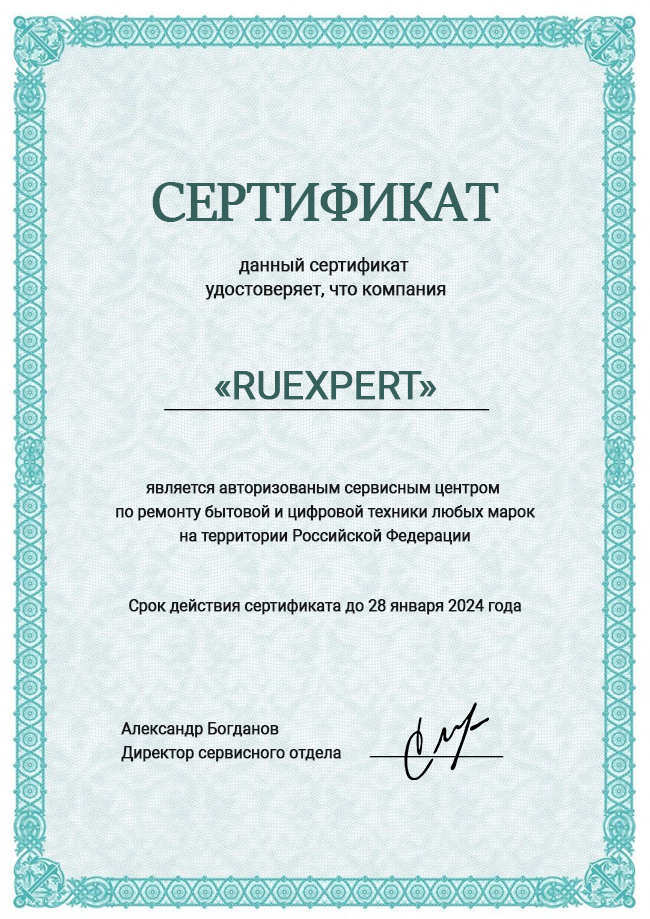 СЕРТИФИКАТ
данный сертификат
удостоверяет, что компания
«RUEXPERT»
является авторизованым сервисным центром
по ремонту бытовой и цифровой техники любых марок
на территории Российской Федерации
Срок действия сертификата до 28 января 2024 года
Александр Богданов
Директор сервисного отдела